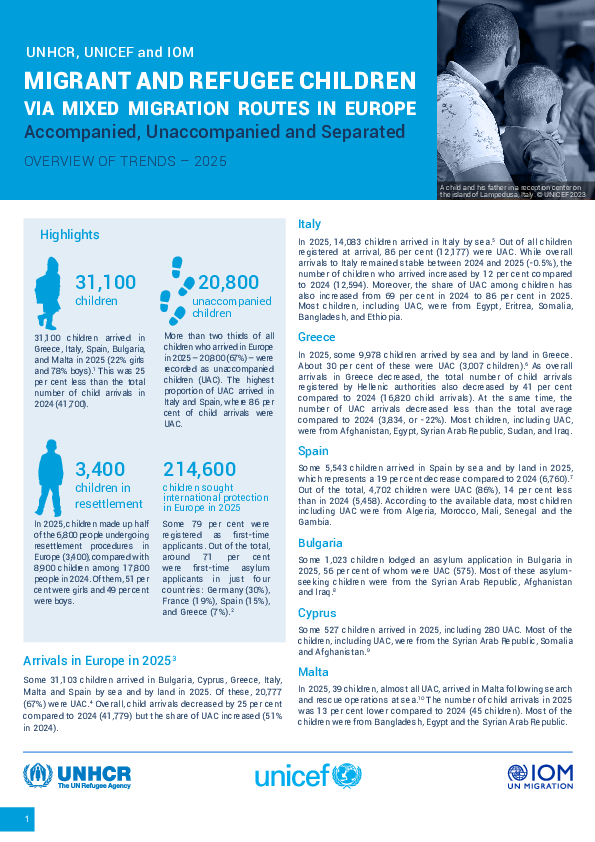 UNHCR, UNICEF and IOM
MIGRANT AND REFUGEE CHILDREN
VIA MIXED MIGRATION ROUTES IN EUROPE
Accompanied, Unaccompanied and Separated
OVERVIEW OF TRENDS – 2025
A child and his father in a reception center on
the island of Lampedusa, Italy © UNICEF 2023
Highlights
31,100
children
31,100 children arrived in
Greece, Italy, Spain, Bulgaria,
and Malta in 2025 (22% girls
and 78% boys).¹ This was 25
per cent less than the total
number of child arrivals in
2024 (41,700).
20,800
unaccompanied
children
More than two thirds of all
children who arrived in Europe
in 2025 – 20,800 (67%) – were
recorded as unaccompanied
children (UAC). The highest
proportion of UAC arrived in
Italy and Spain, where 86 per
cent of child arrivals were
UAC.
3,400
children in
resettlement
In 2025, children made up half
of the 6,800 people undergoing
resettlement procedures in
Europe (3,400), compared with
8,900 children among 17,800
people in 2024. Of them, 51 per
cent were girls and 49 per cent
were boys.
214,600
children sought
international protection
in Europe in 2025
Some 79 per cent were
registered as first-time
applicants. Out of the total,
around 71 per cent
were first-time asylum
applicants in just four
countries: Germany (30%),
France (19%), Spain (15%),
and Greece (7%).²
Arrivals in Europe in 2025³
Some 31,103 children arrived in Bulgaria, Cyprus, Greece, Italy,
Malta and Spain by sea and by land in 2025. Of these, 20,777
(67%) were UAC.⁴ Overall, child arrivals decreased by 25 per cent
compared to 2024 (41,779) but the share of UAC increased (51%
in 2024).
Italy
In 2025, 14,083 children arrived in Italy by sea.⁵ Out of all children
registered at arrival, 86 per cent (12,177) were UAC. While overall
arrivals to Italy remained stable between 2024 and 2025 (-0.5%), the
number of children who arrived increased by 12 per cent compared
to 2024 (12,594). Moreover, the share of UAC among children has
also increased from 69 per cent in 2024 to 86 per cent in 2025.
Most children, including UAC, were from Egypt, Eritrea, Somalia,
Bangladesh, and Ethiopia.
Greece
In 2025, some 9,978 children arrived by sea and by land in Greece.
About 30 per cent of these were UAC (3,007 children).⁶ As overall
arrivals in Greece decreased, the total number of child arrivals
registered by Hellenic authorities also decreased by 41 per cent
compared to 2024 (16,820 child arrivals). At the same time, the
number of UAC arrivals decreased less than the total average
compared to 2024 (3,834, or -22%). Most children, including UAC,
were from Afghanistan, Egypt, Syrian Arab Republic, Sudan, and Iraq.
Spain
Some 5,543 children arrived in Spain by sea and by land in 2025,
which represents a 19 per cent decrease compared to 2024 (6,760).⁷
Out of the total, 4,702 children were UAC (86%), 14 per cent less
than in 2024 (5,458). According to the available data, most children
including UAC were from Algeria, Morocco, Mali, Senegal and the
Gambia.
Bulgaria
Some 1,023 children lodged an asylum application in Bulgaria in
2025, 56 per cent of whom were UAC (575). Most of these asylum-
seeking children were from the Syrian Arab Republic, Afghanistan
and Iraq.⁸
Cyprus
Some 527 children arrived in 2025, including 280 UAC. Most of the
children, including UAC, were from the Syrian Arab Republic, Somalia
and Afghanistan.⁹
Malta
In 2025, 39 children, almost all UAC, arrived in Malta following search
and rescue operations at sea.¹⁰ The number of child arrivals in 2025
was 13 per cent lower compared to 2024 (45 children). Most of the
children were from Bangladesh, Egypt and the Syrian Arab Republic.
UNHCR
The UN Refugee Agency
unicef
IOM
UN MIGRATION
1